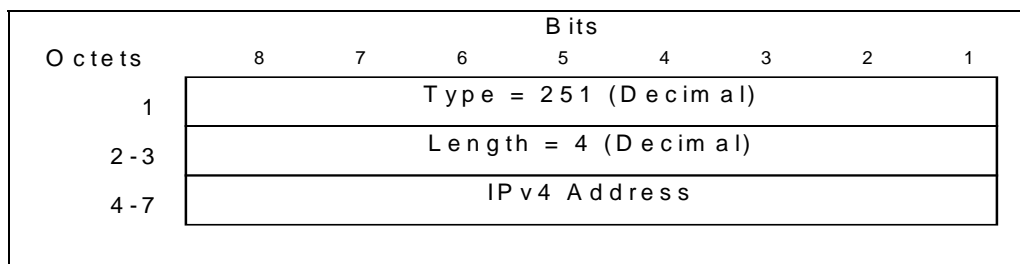 Bits
Octets 8 7 6 5 4 3 2 1
1 Type = 251 (Decimal)
2-3 Length = 4 (Decimal)
4-7 IPv4 Address